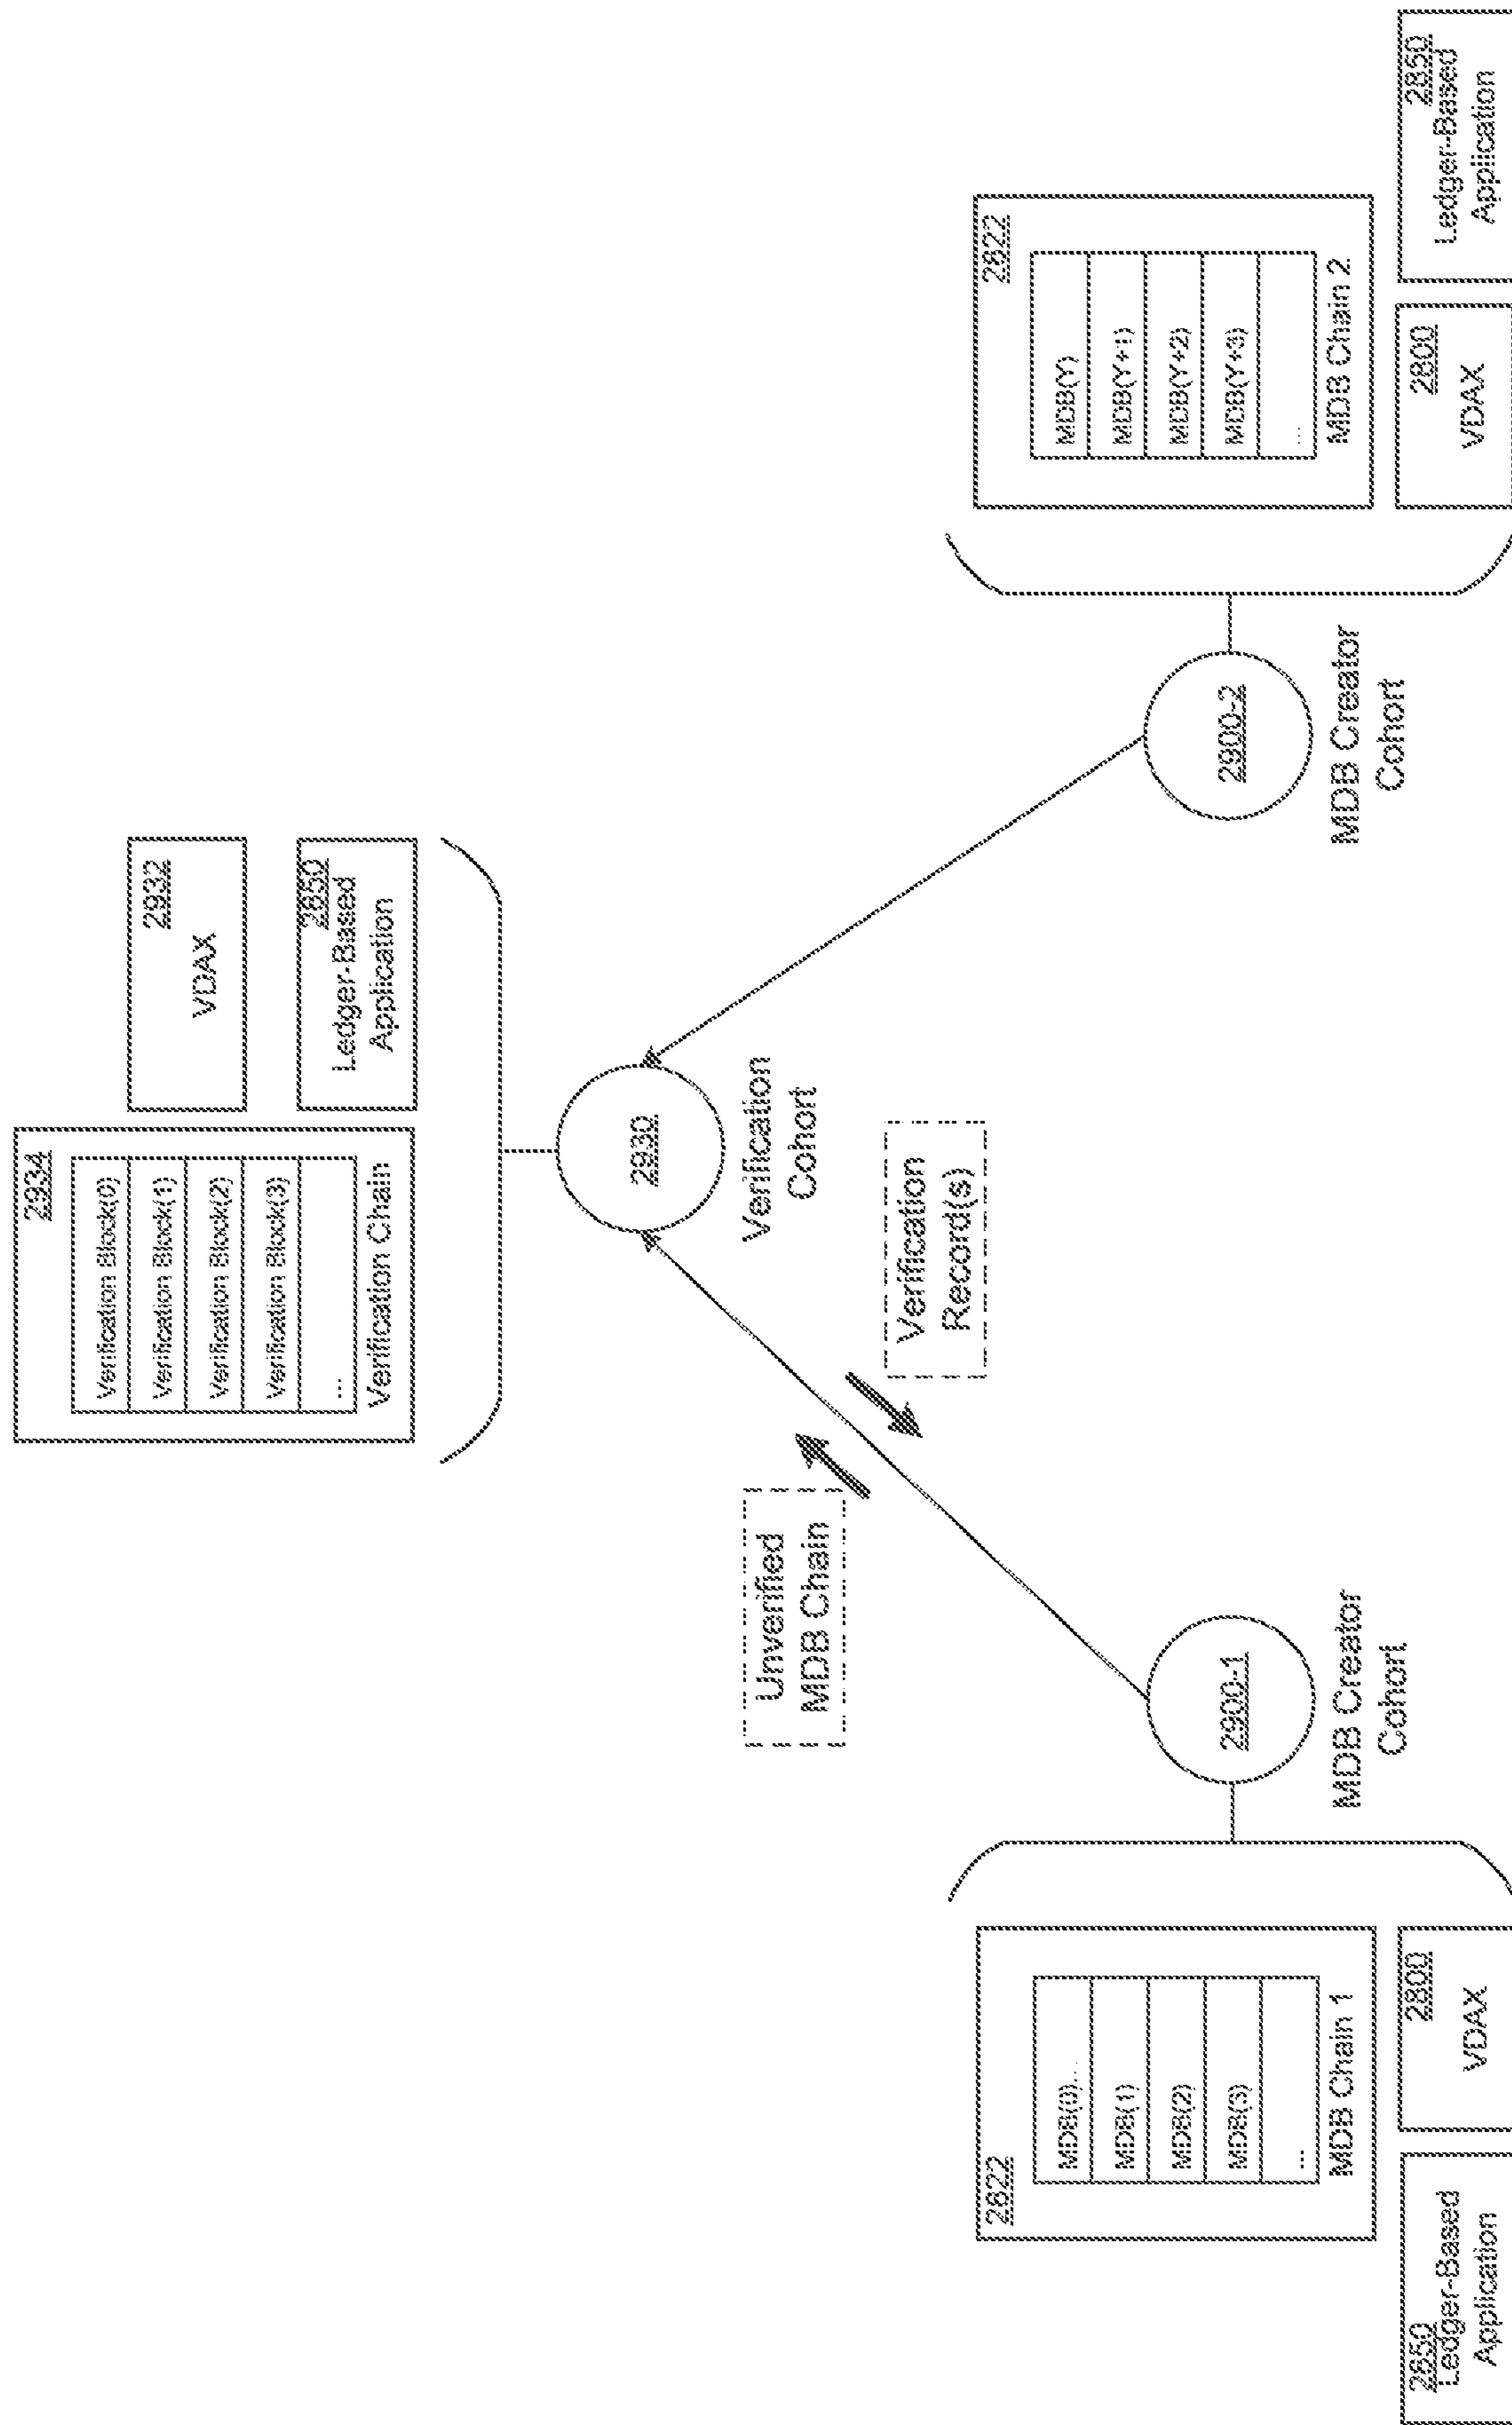 2934
Verification Block(0)
Verification Block(1)
Verification Block(2)
Verification Block(3)
...
Verification Chain
2932
VDAX
2850
Ledger-Based
Application
2930
Verification
Cohort
Unverified
MDB Chain
Verification
Record(s)
2822
MDB(0)...
MDB(1)
MDB(2)
MDB(3)
...
MDB Chain 1
2850
Ledger-Based
Application
2800
VDAX
2900-1
MDB Creator
Cohort
2900-2
MDB Creator
Cohort
2822
MDB(Y)
MDB(Y+1)
MDB(Y+2)
MDB(Y+3)
...
MDB Chain 2
2800
VDAX
2850
Ledger-Based
Application